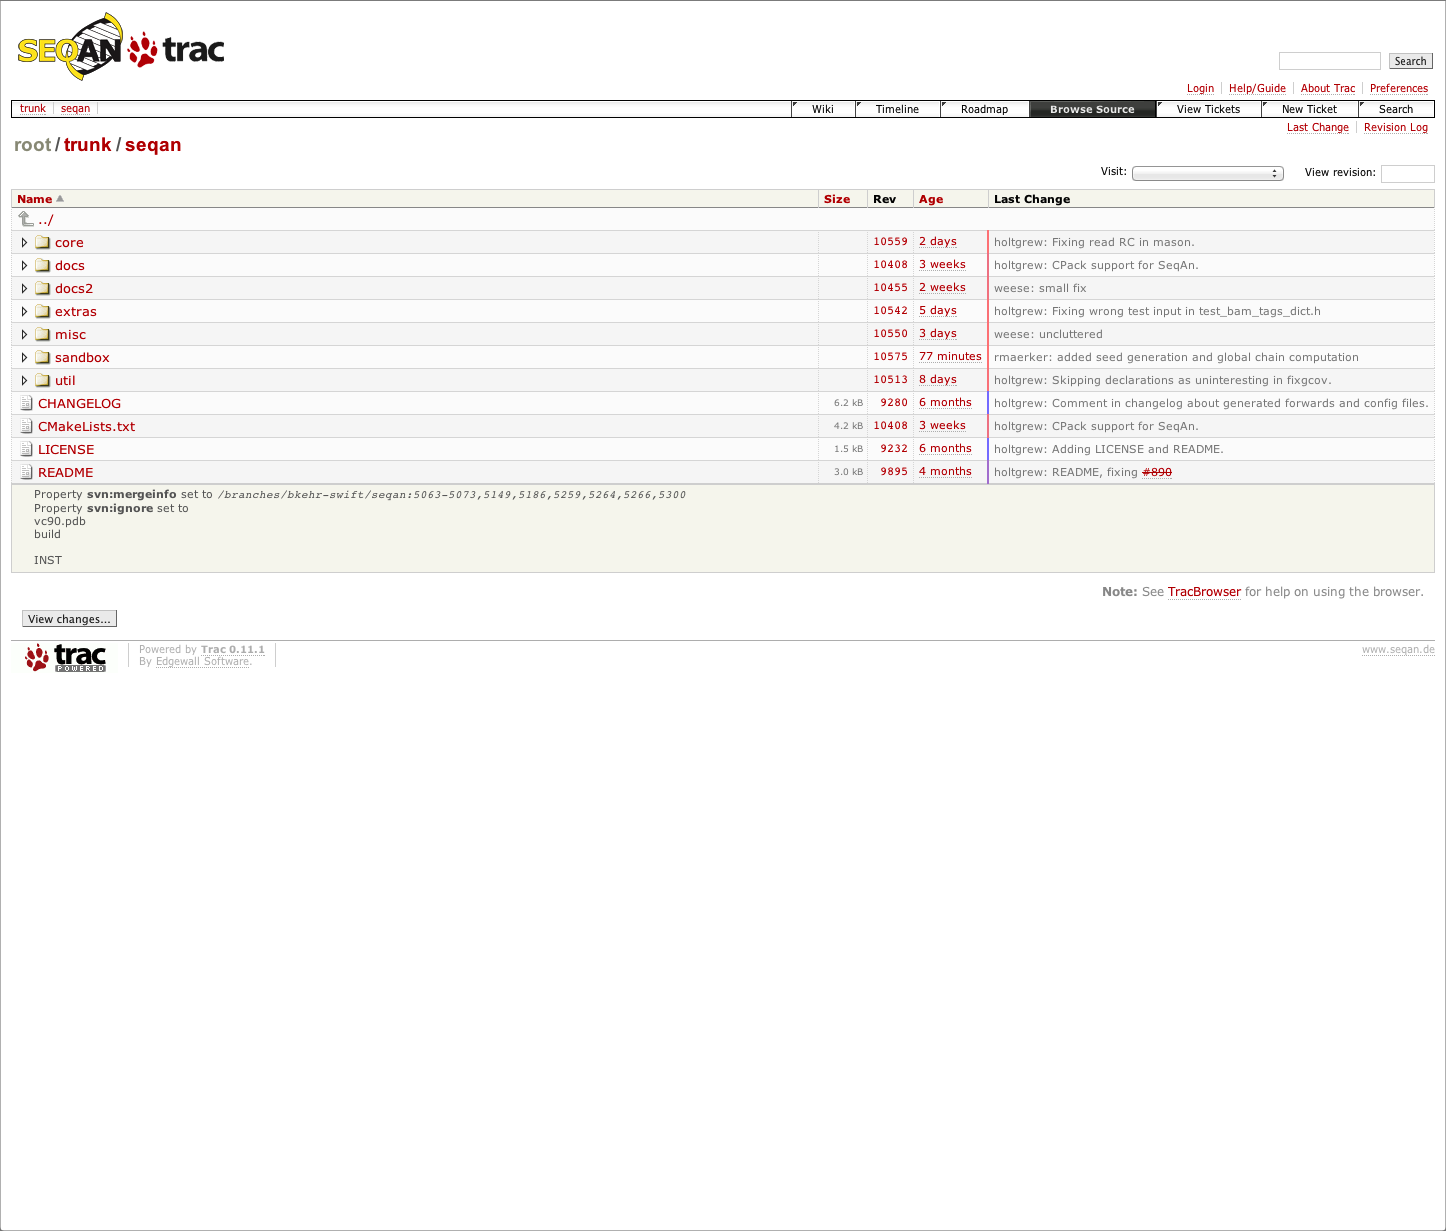 SEQAN trac
Search
Login Help/Guide About Trac Preferences
trunk seqan Wiki Timeline Roadmap Browse Source View Tickets New Ticket Search
Last Change Revision Log
root / trunk / seqan
Visit: View revision:
Name Size Rev Age Last Change
../
core 10559 2 days holtgrew: Fixing read RC in mason.
docs 10408 3 weeks holtgrew: CPack support for SeqAn.
docs2 10455 2 weeks weese: small fix
extras 10542 5 days holtgrew: Fixing wrong test input in test_bam_tags_dict.h
misc 10550 3 days weese: uncluttered
sandbox 10575 77 minutes rmaerker: added seed generation and global chain computation
util 10513 8 days holtgrew: Skipping declarations as uninteresting in fixgcov.
CHANGELOG 6.2 kB 9280 6 months holtgrew: Comment in changelog about generated forwards and config files.
CMakeLists.txt 4.2 kB 10408 3 weeks holtgrew: CPack support for SeqAn.
LICENSE 1.5 kB 9232 6 months holtgrew: Adding LICENSE and README.
README 3.0 kB 9895 4 months holtgrew: README, fixing #890
Property svn:mergeinfo set to /branches/bkehr-swift/seqan:5063-5073,5149,5186,5259,5264,5266,5300
Property svn:ignore set to
vc90.pdb
build
INST
Note: See TracBrowser for help on using the browser.
View changes...
trac POWERED
Powered by Trac 0.11.1
By Edgewall Software.
www.seqan.de